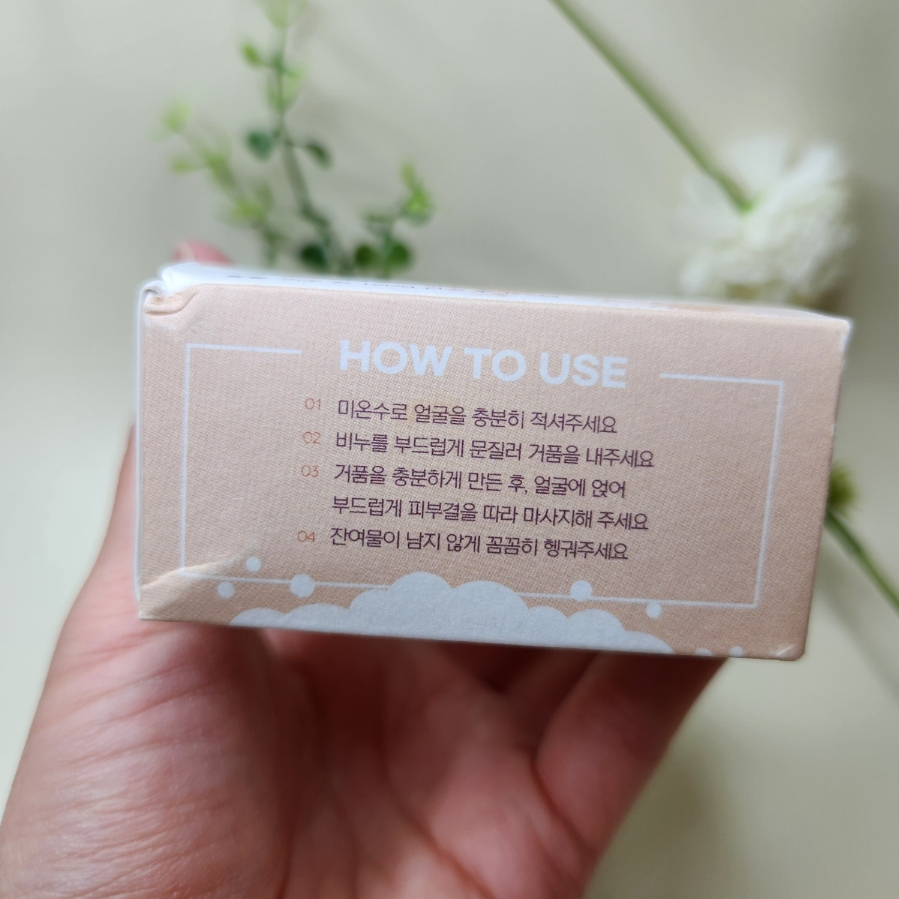 HOW TO USE
01 미온수로 얼굴을 충분히 적셔주세요
02 비누를 부드럽게 문질러 거품을 내주세요
03 거품을 충분하게 만든 후, 얼굴에 얹어
부드럽게 피부결을 따라 마사지해 주세요
04 잔여물이 남지 않게 꼼꼼히 헹궈주세요